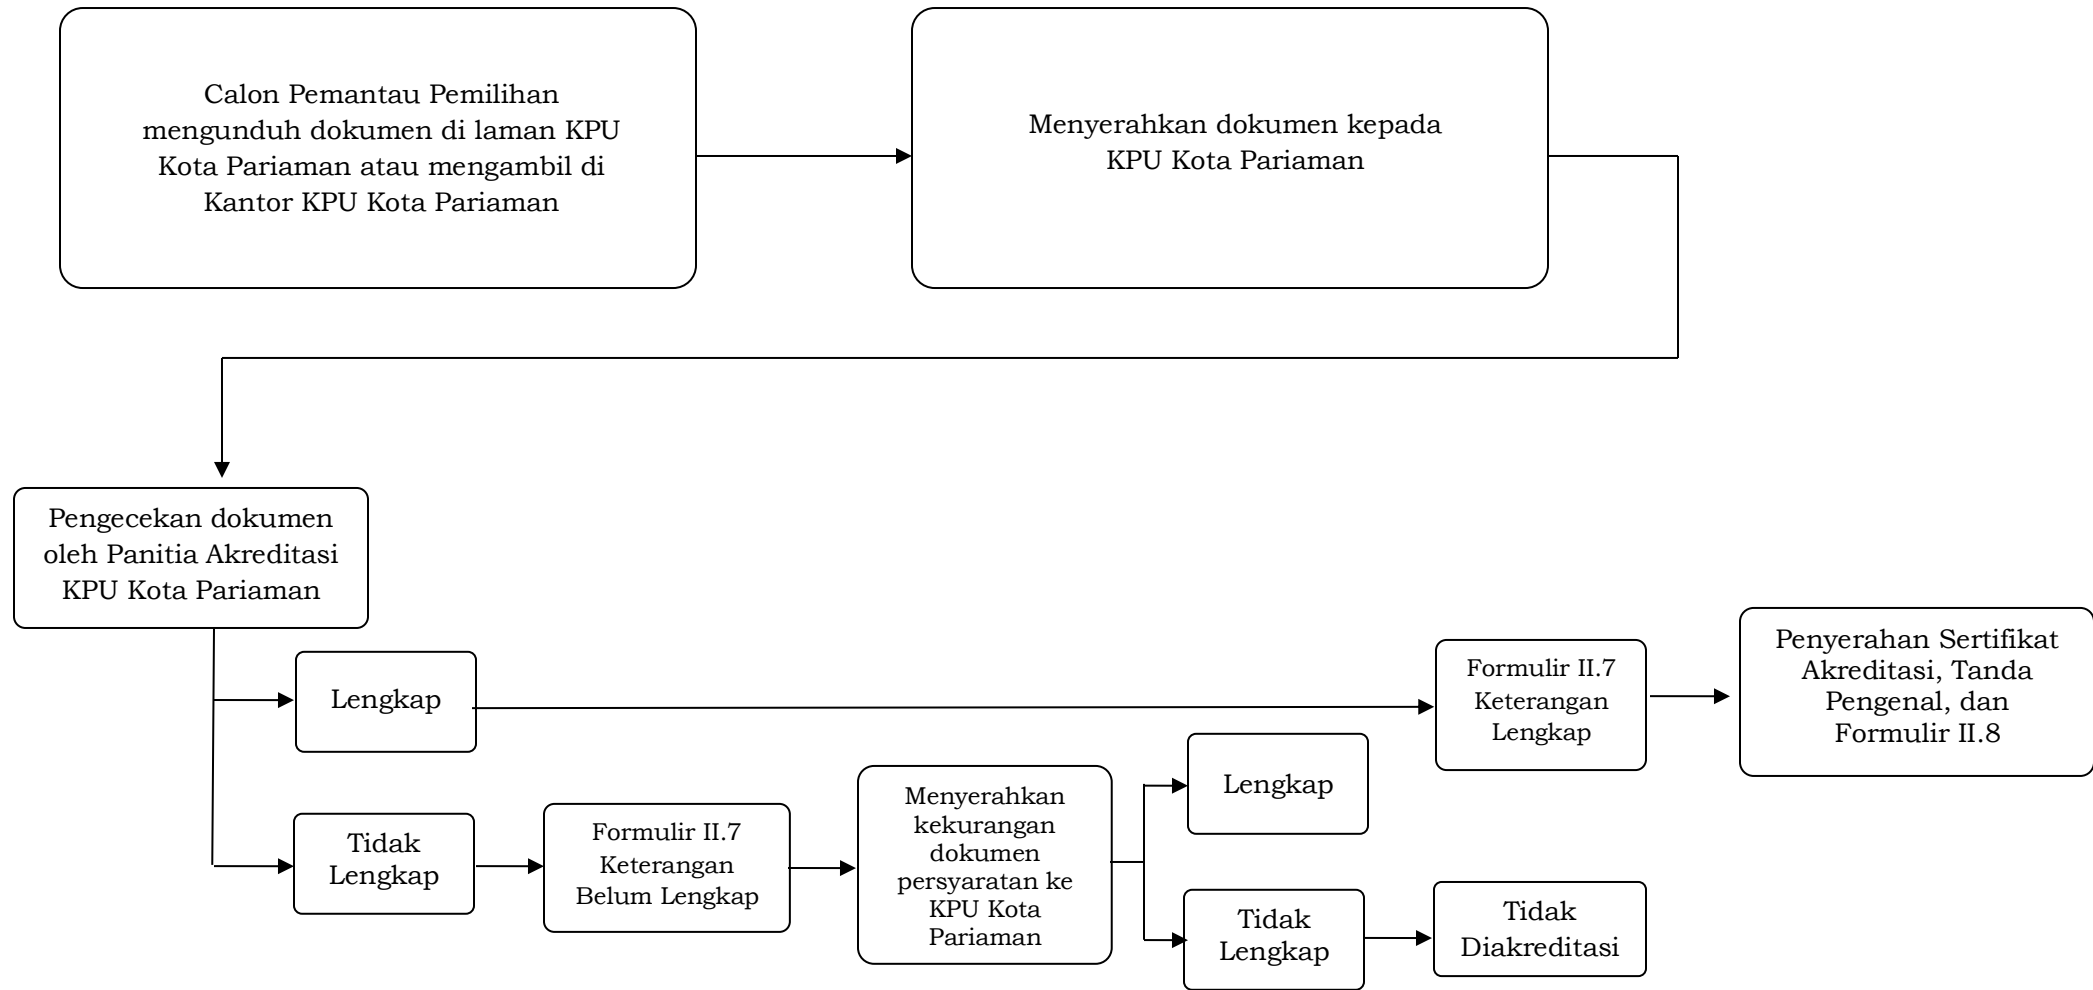 Calon Pemantau Pemilihan
mengunduh dokumen di laman KPU
Kota Pariaman atau mengambil di
Kantor KPU Kota Pariaman
Menyerahkan dokumen kepada
KPU Kota Pariaman
Pengecekan dokumen
oleh Panitia Akreditasi
KPU Kota Pariaman
Lengkap
Formulir II.7
Keterangan
Lengkap
Penyerahan Sertifikat
Akreditasi, Tanda
Pengenal, dan
Formulir II.8
Tidak
Lengkap
Formulir II.7
Keterangan
Belum Lengkap
Menyerahkan
kekurangan
dokumen
persyaratan ke
KPU Kota
Pariaman
Lengkap
Tidak
Lengkap
Tidak
Diakreditasi